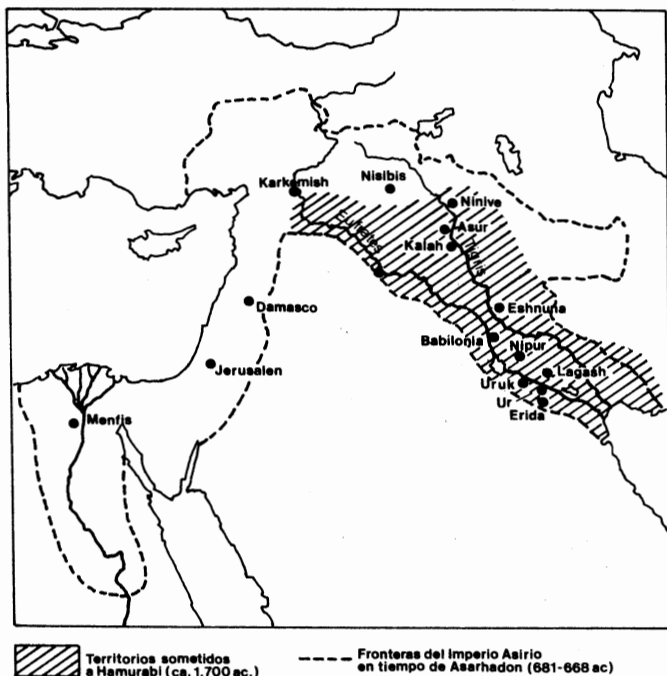 Karkemish
Nisibis
Ninive
Asur
Kalah
Eufrates
Tigris
Damasco
Eshnuna
Babilonia
Nipur
Jerusalen
Lagash
Uruk
Ur
Erida
Menfis
Territorios sometidos
a Hamurabi (ca. 1.700 ac.)
Fronteras del Imperio Asirio
en tiempo de Asarhadon (681-668 ac)